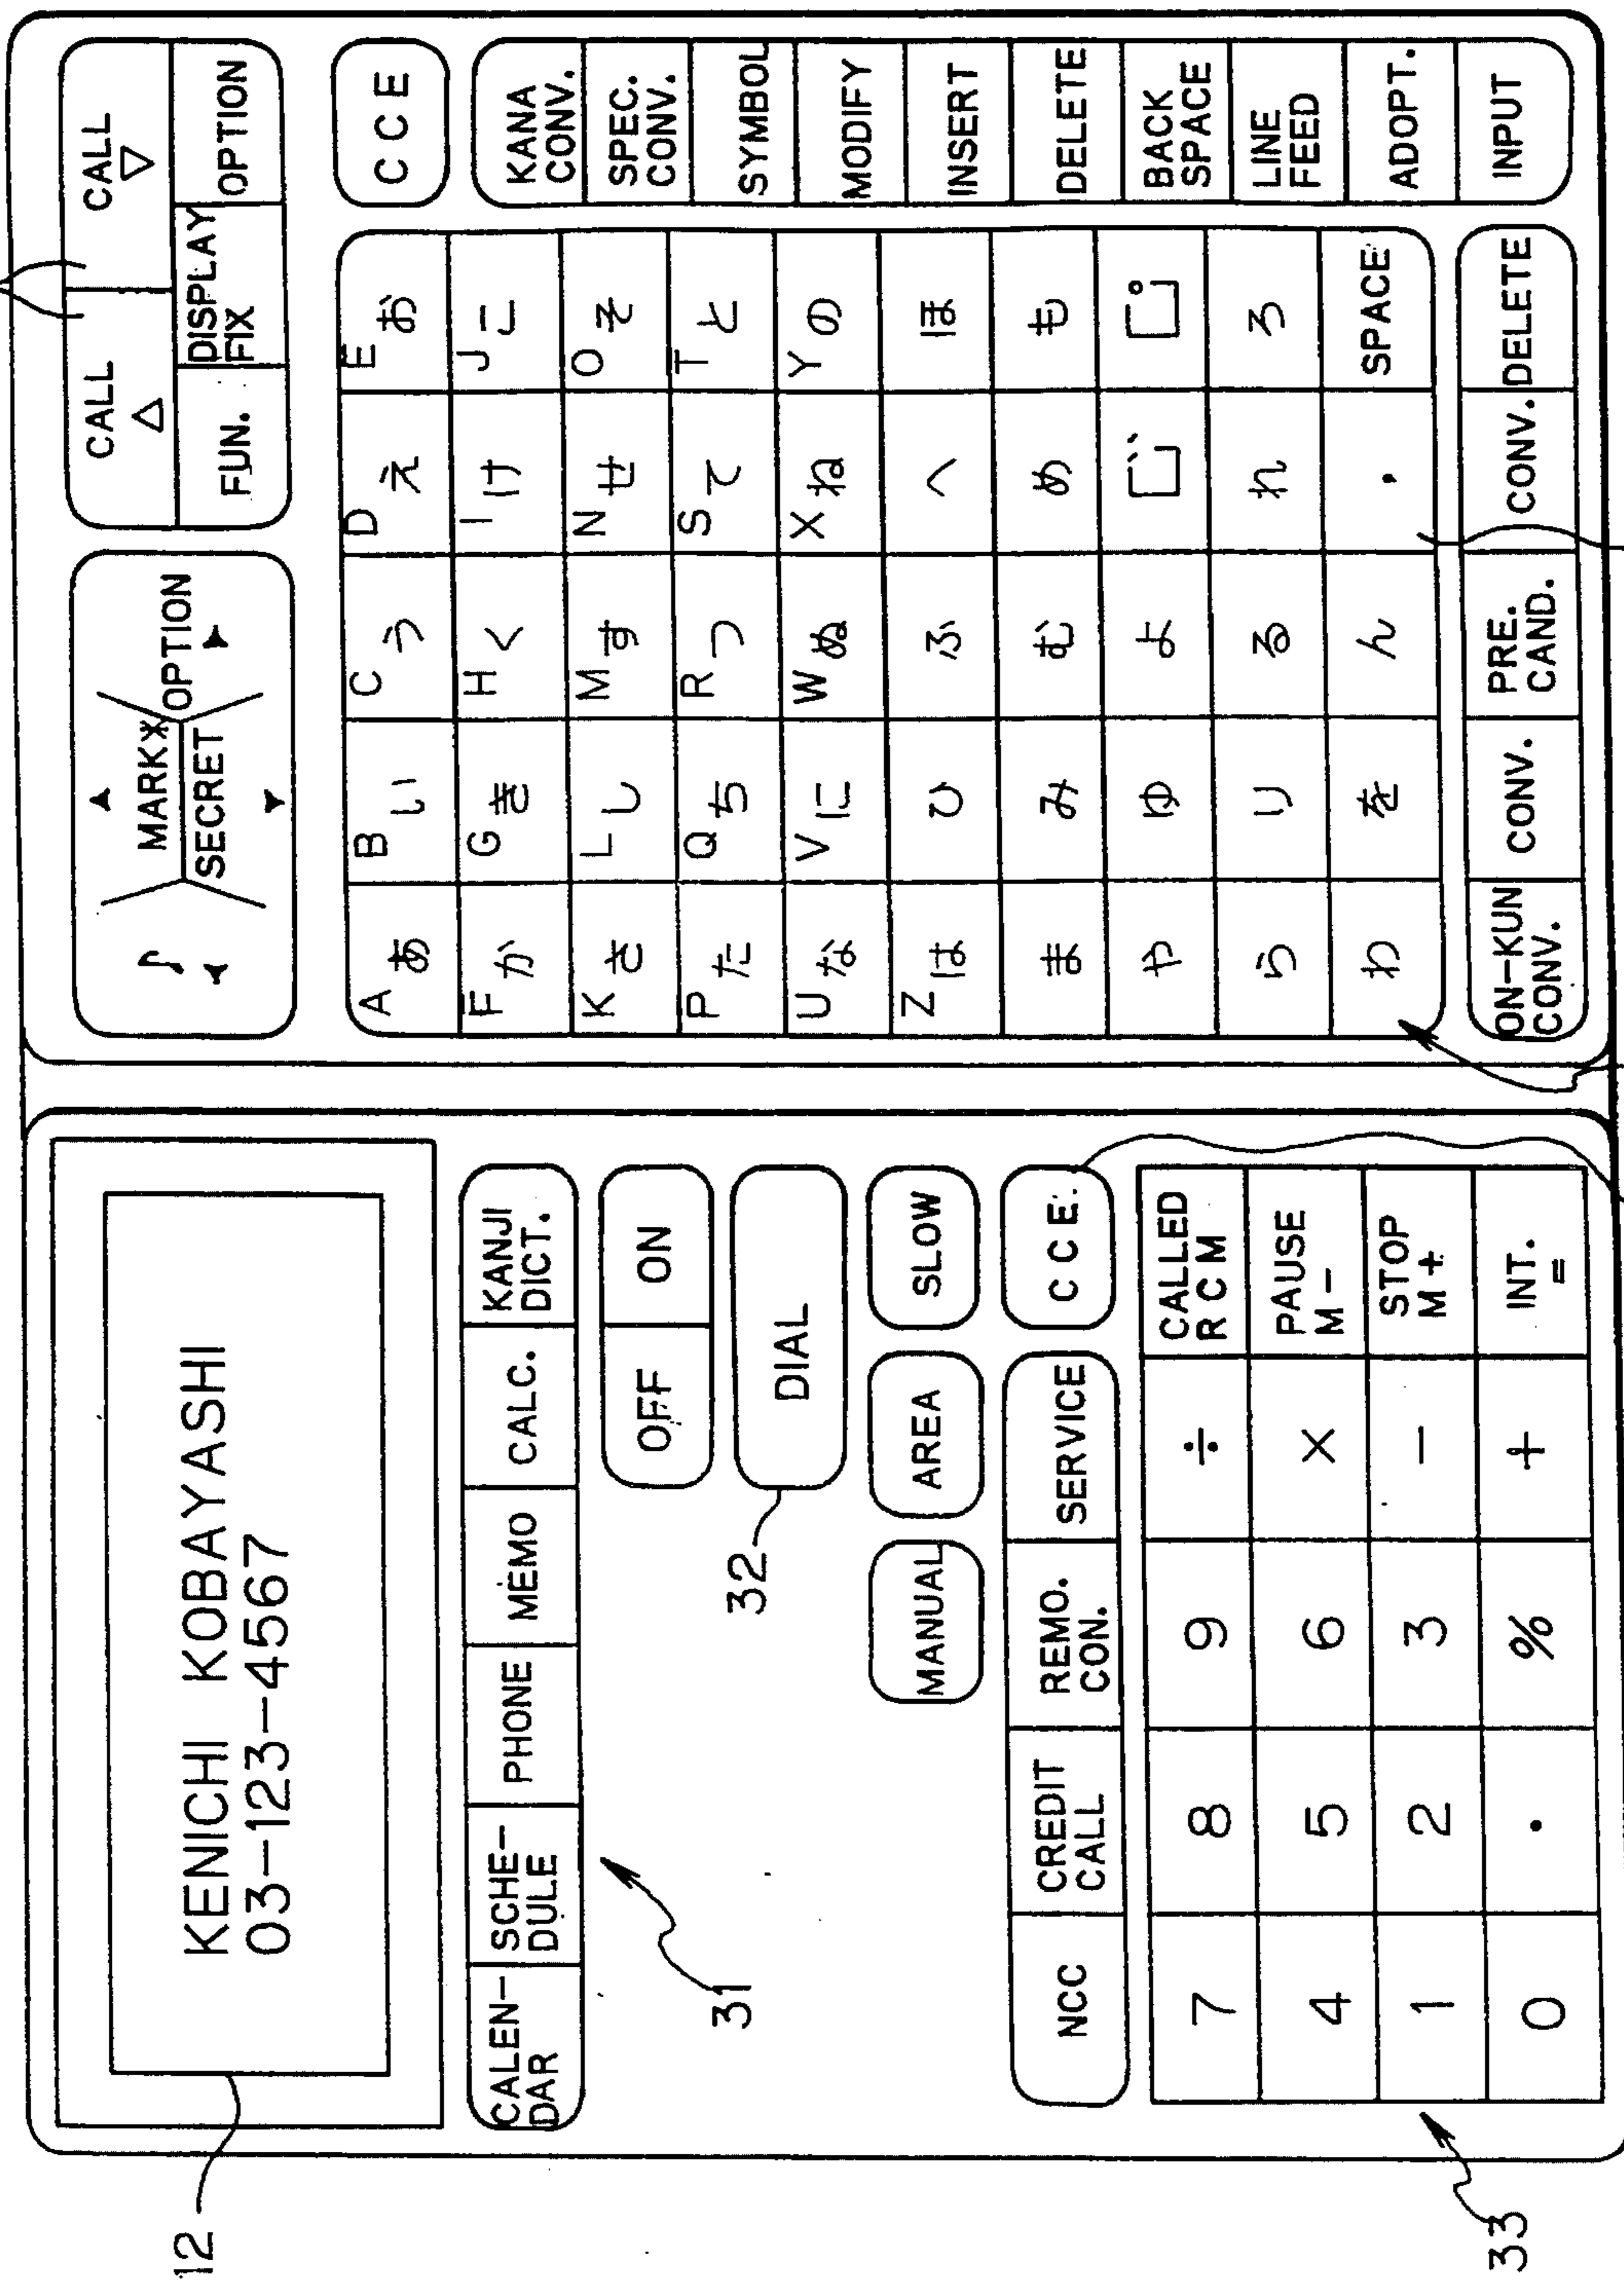 12
KENICHI KOBAYASHI
03-123-4567
CALEN-DAR
SCHE-DULE
PHONE
MEMO
CALC.
KANJI DICT.
31
OFF
ON
32
DIAL
MANUAL
AREA
SLOW
NCC
CREDIT CALL
REMO. CON.
SERVICE
C CE
7 8 9 ÷ CALLED RCM
4 5 6 × PAUSE M-
1 2 3 - STOP M+
0 . % + INT. =
33
♪
MARK×
SECRET
OPTION
CALL △
CALL ▽
FUN.
DISPLAY FIX
OPTION
C CE
A あ B い C う D え E お
F か G き H く I け J こ
K さ L し M す N せ O そ
P た Q ち R つ S て T と
U な V に W ぬ X ね Y の
Z は ひ ふ へ ほ
ま み む め も
や ゆ よ ゛ ゜
ら り る れ ろ
わ を ん ・ SPACE
KANA CONV.
SPEC. CONV.
SYMBOL
MODIFY
INSERT
DELETE
BACK SPACE
LINE FEED
ADOPT.
INPUT
ON-KUN CONV.
CONV.
PRE. CAND.
CONV.
DELETE